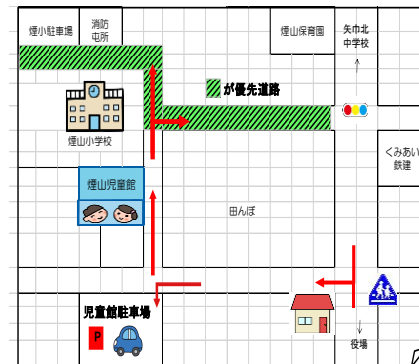 煙小駐車場
消防
屯所
煙山保育園
矢巾北
中学校
が優先道路
煙山小学校
くみあい
鉄建
煙山児童館
田んぼ
児童館駐車場
P
役場